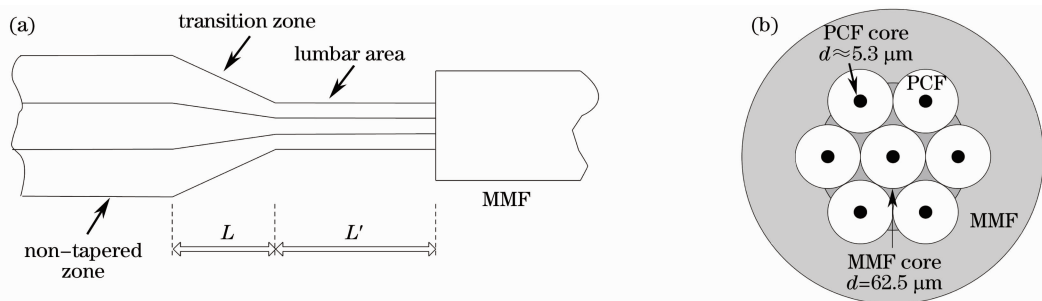 (a)
transition zone
lumbar area
MMF
L
L′
non-tapered
zone
(b)
PCF core
d≈5.3 μm
PCF
MMF
MMF core
d=62.5 μm